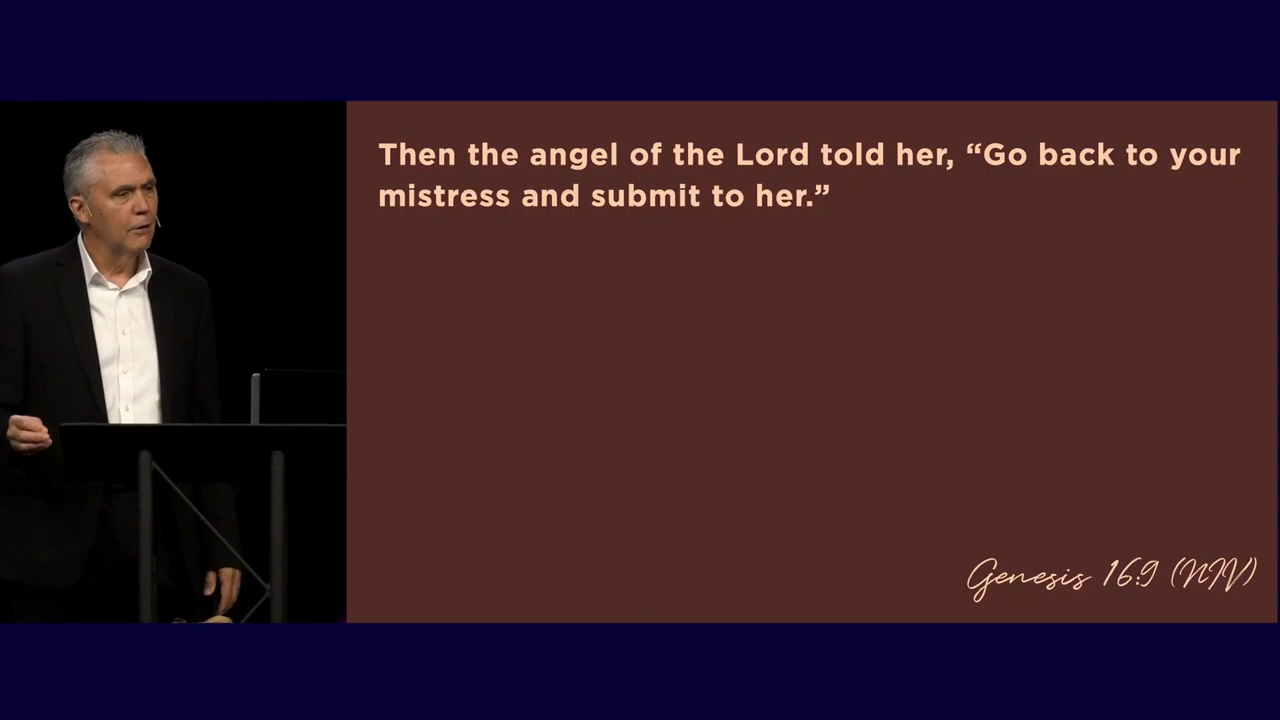 Then the angel of the Lord told her, “Go back to your
mistress and submit to her.”
Genesis 16:9 (NIV)